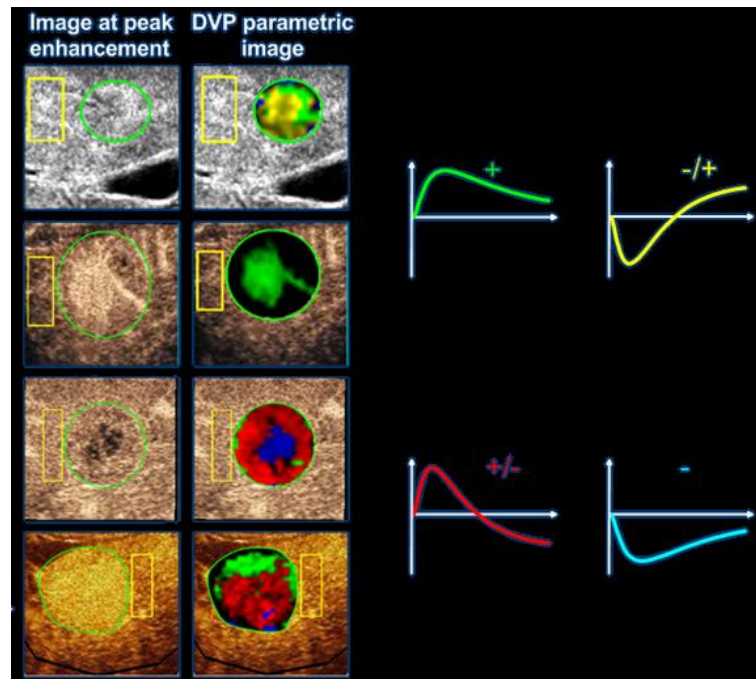 Image at peak
enhancement
DVP parametric
image
+
-/+
+/-
-